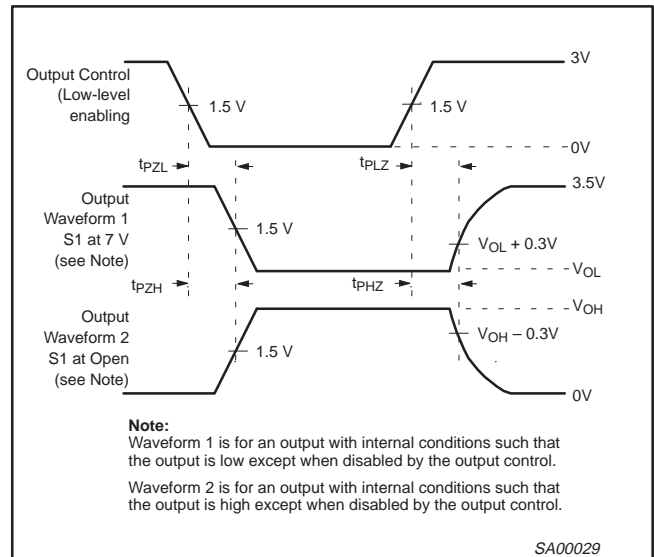 3V
Output Control
(Low-level
enabling
1.5 V
1.5 V
0V
tPZL
tPLZ
3.5V
Output
Waveform 1
S1 at 7 V
(see Note)
1.5 V
VOL + 0.3V
VOL
tPZH
tPHZ
VOH
Output
Waveform 2
S1 at Open
(see Note)
1.5 V
VOH – 0.3V
0V
Note:
Waveform 1 is for an output with internal conditions such that
the output is low except when disabled by the output control.
Waveform 2 is for an output with internal conditions such that
the output is high except when disabled by the output control.
SA00029